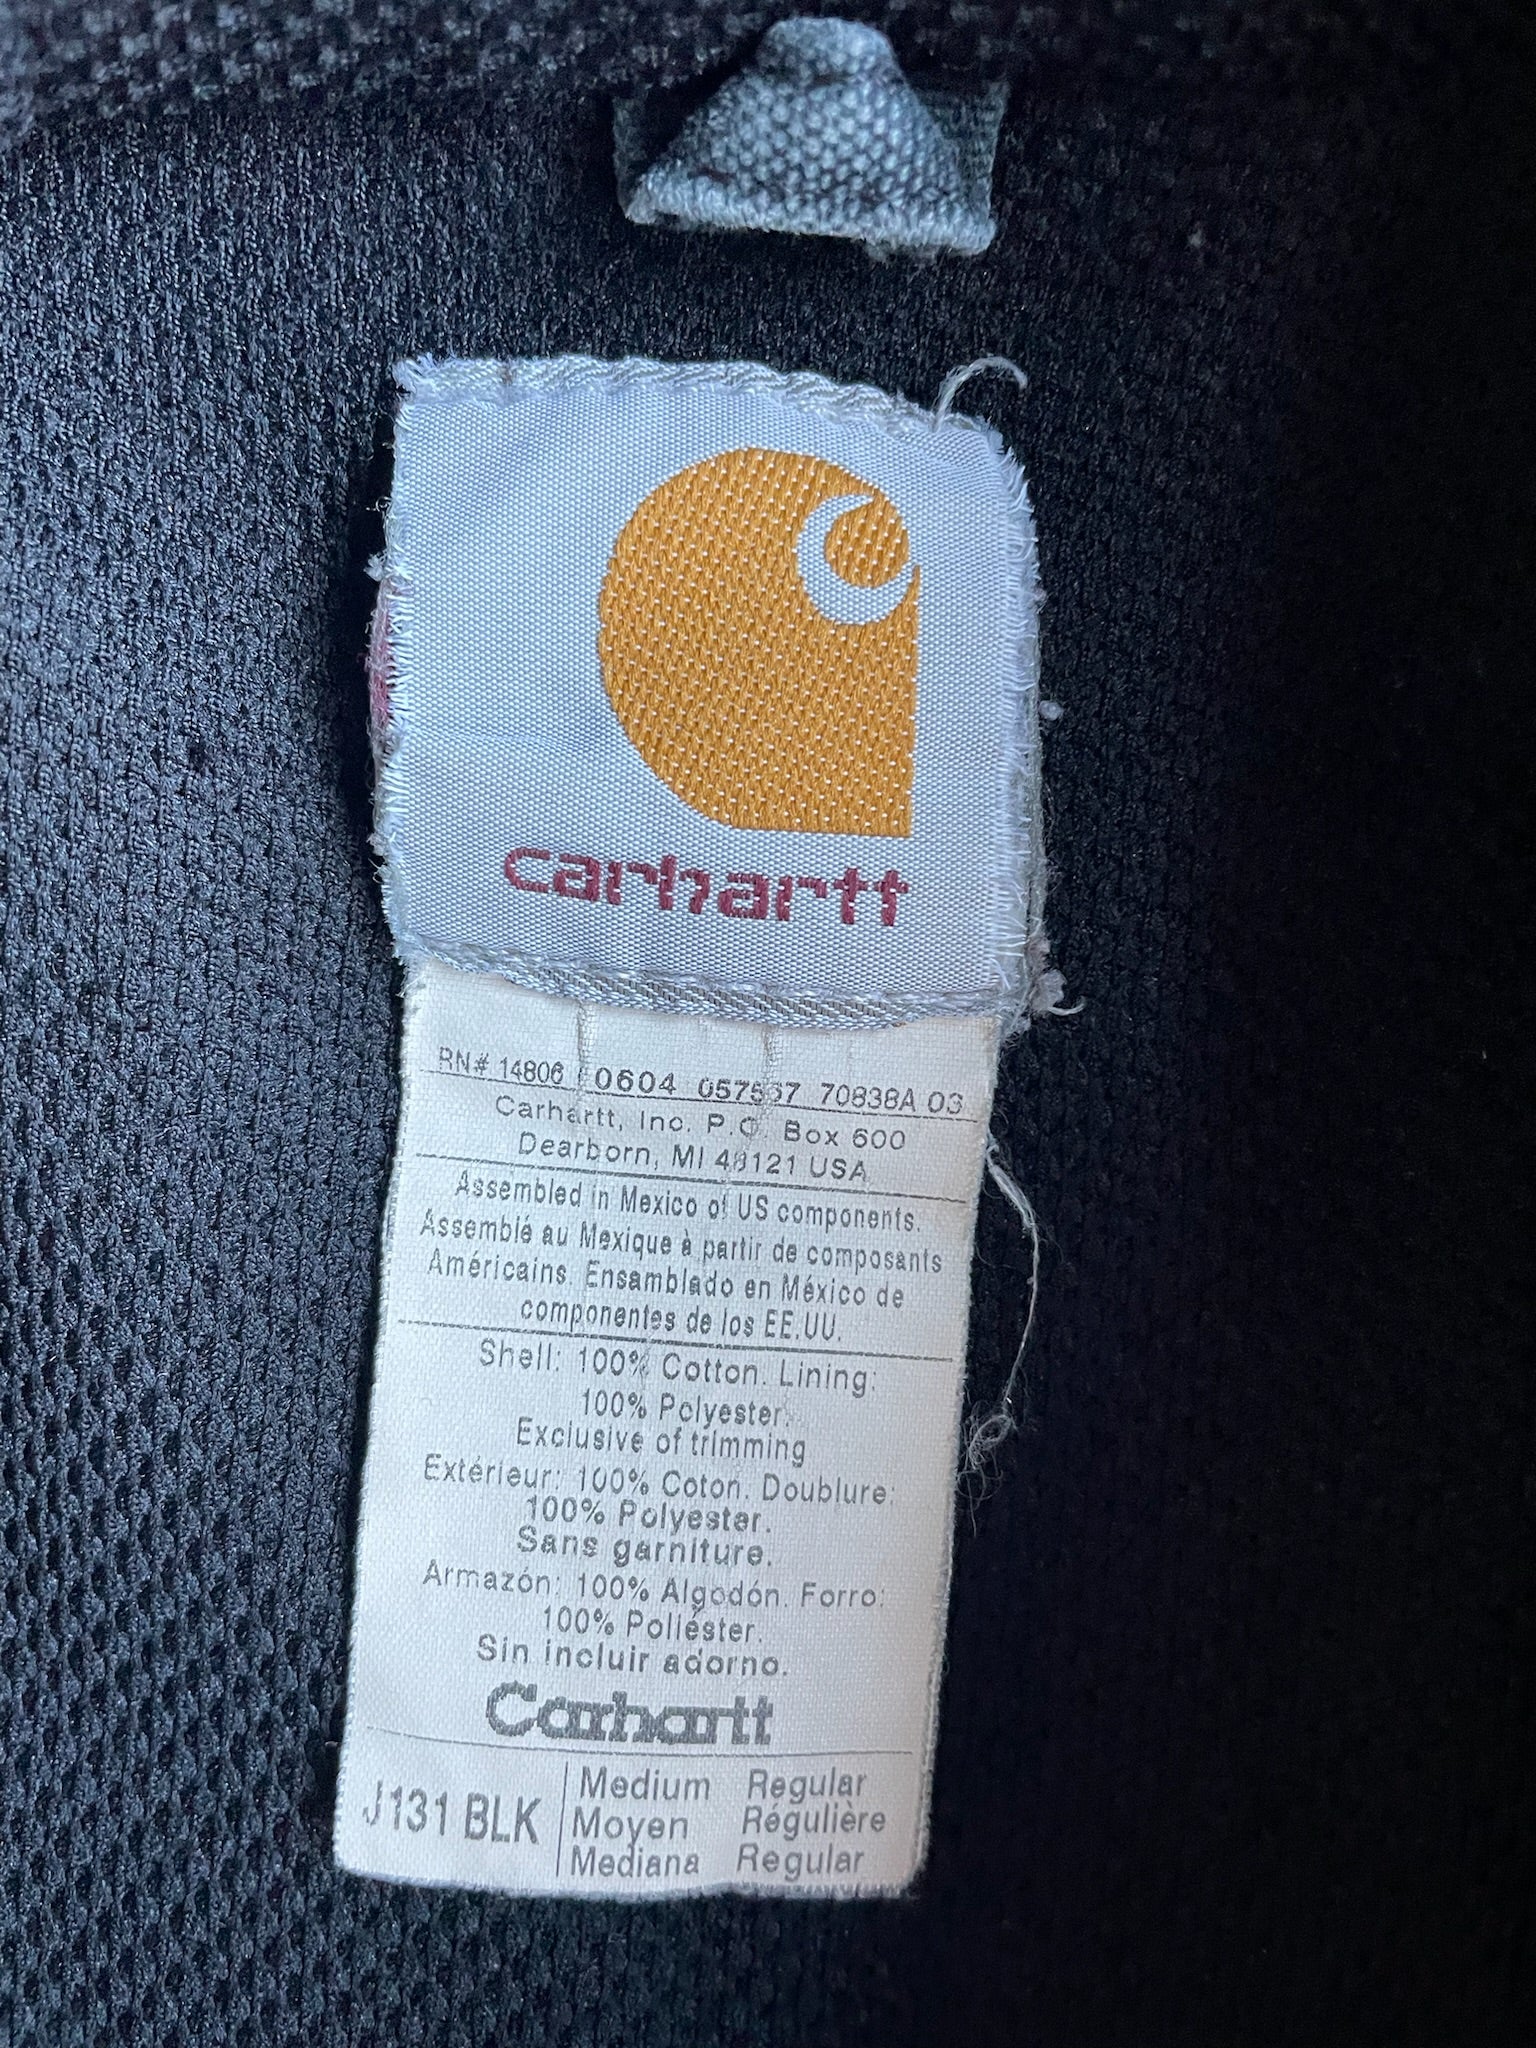 carhartt
RN# 14806 0604 057567 70838A 03
Carhartt, Inc. P.O. Box 600
Dearborn, MI 48121 USA
Assembled in Mexico of US components.
Assemblé au Mexique à partir de composants
Américains. Ensamblado en México de
componentes de los EE.UU.
Shell: 100% Cotton. Lining:
100% Polyester.
Exclusive of trimming
Extérieur: 100% Coton. Doublure:
100% Polyester.
Sans garniture.
Armazón: 100% Algodón. Forro:
100% Poliéster.
Sin incluir adorno.
Carhartt
J131 BLK
Medium Regular
Moyen Régulière
Mediana Regular